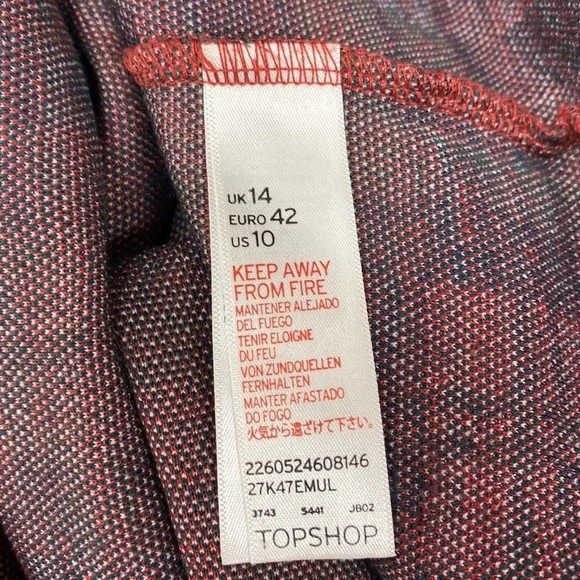 UK 14
EURO 42
US 10
KEEP AWAY
FROM FIRE
MANTENER ALEJADO
DEL FUEGO
TENIR ELOIGNE
DU FEU
VON ZUNDQUELLEN
FERNHALTEN
MANTER AFASTADO
DO FOGO
火気から遠ざけて下さい。
2260524608146
27K47EMUL
3743 5441 JB02
TOPSHOP